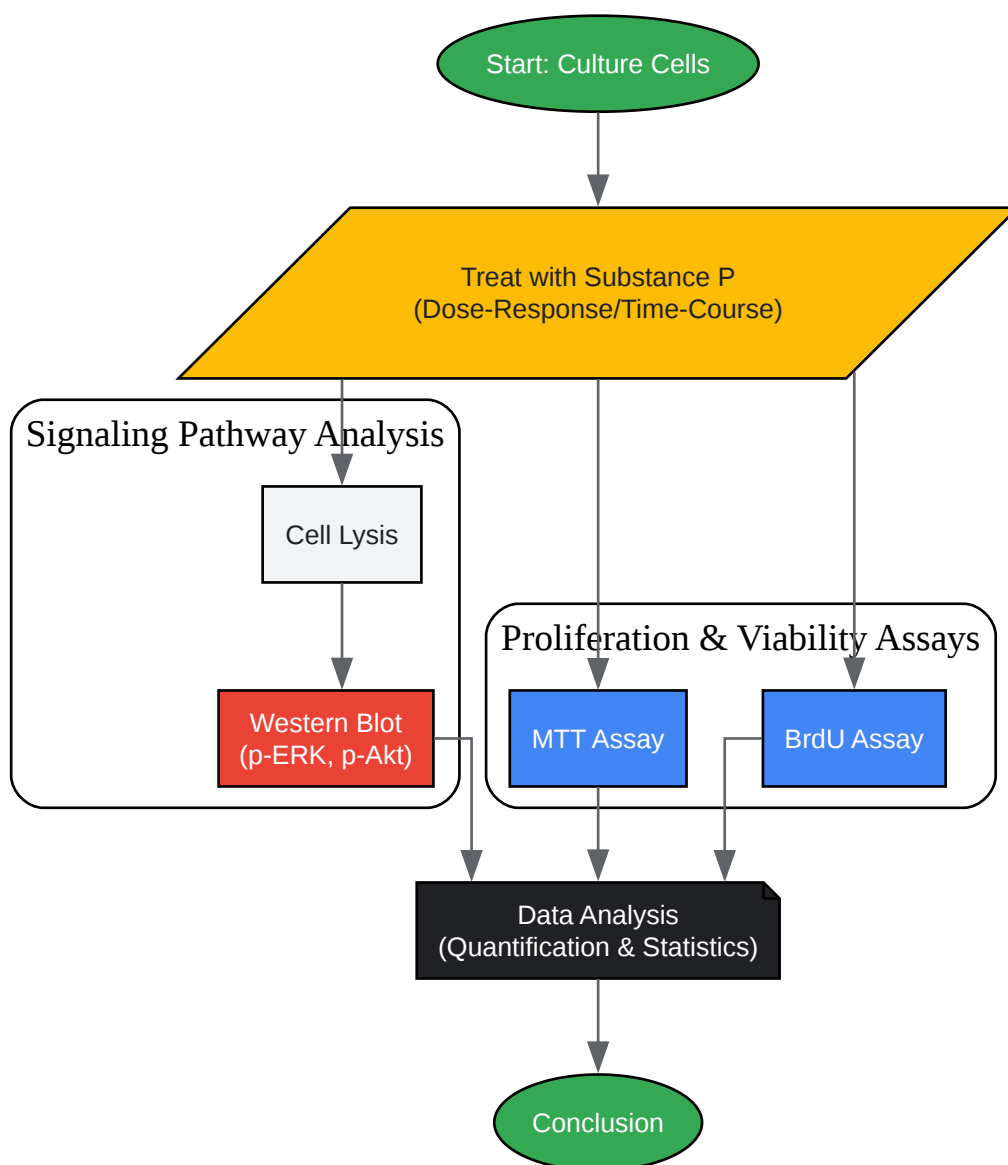 Start: Culture Cells
Treat with Substance P
(Dose-Response/Time-Course)
Signaling Pathway Analysis
Cell Lysis
Proliferation & Viability Assays
Western Blot
(p-ERK, p-Akt)
MTT Assay
BrdU Assay
Data Analysis
(Quantification & Statistics)
Conclusion